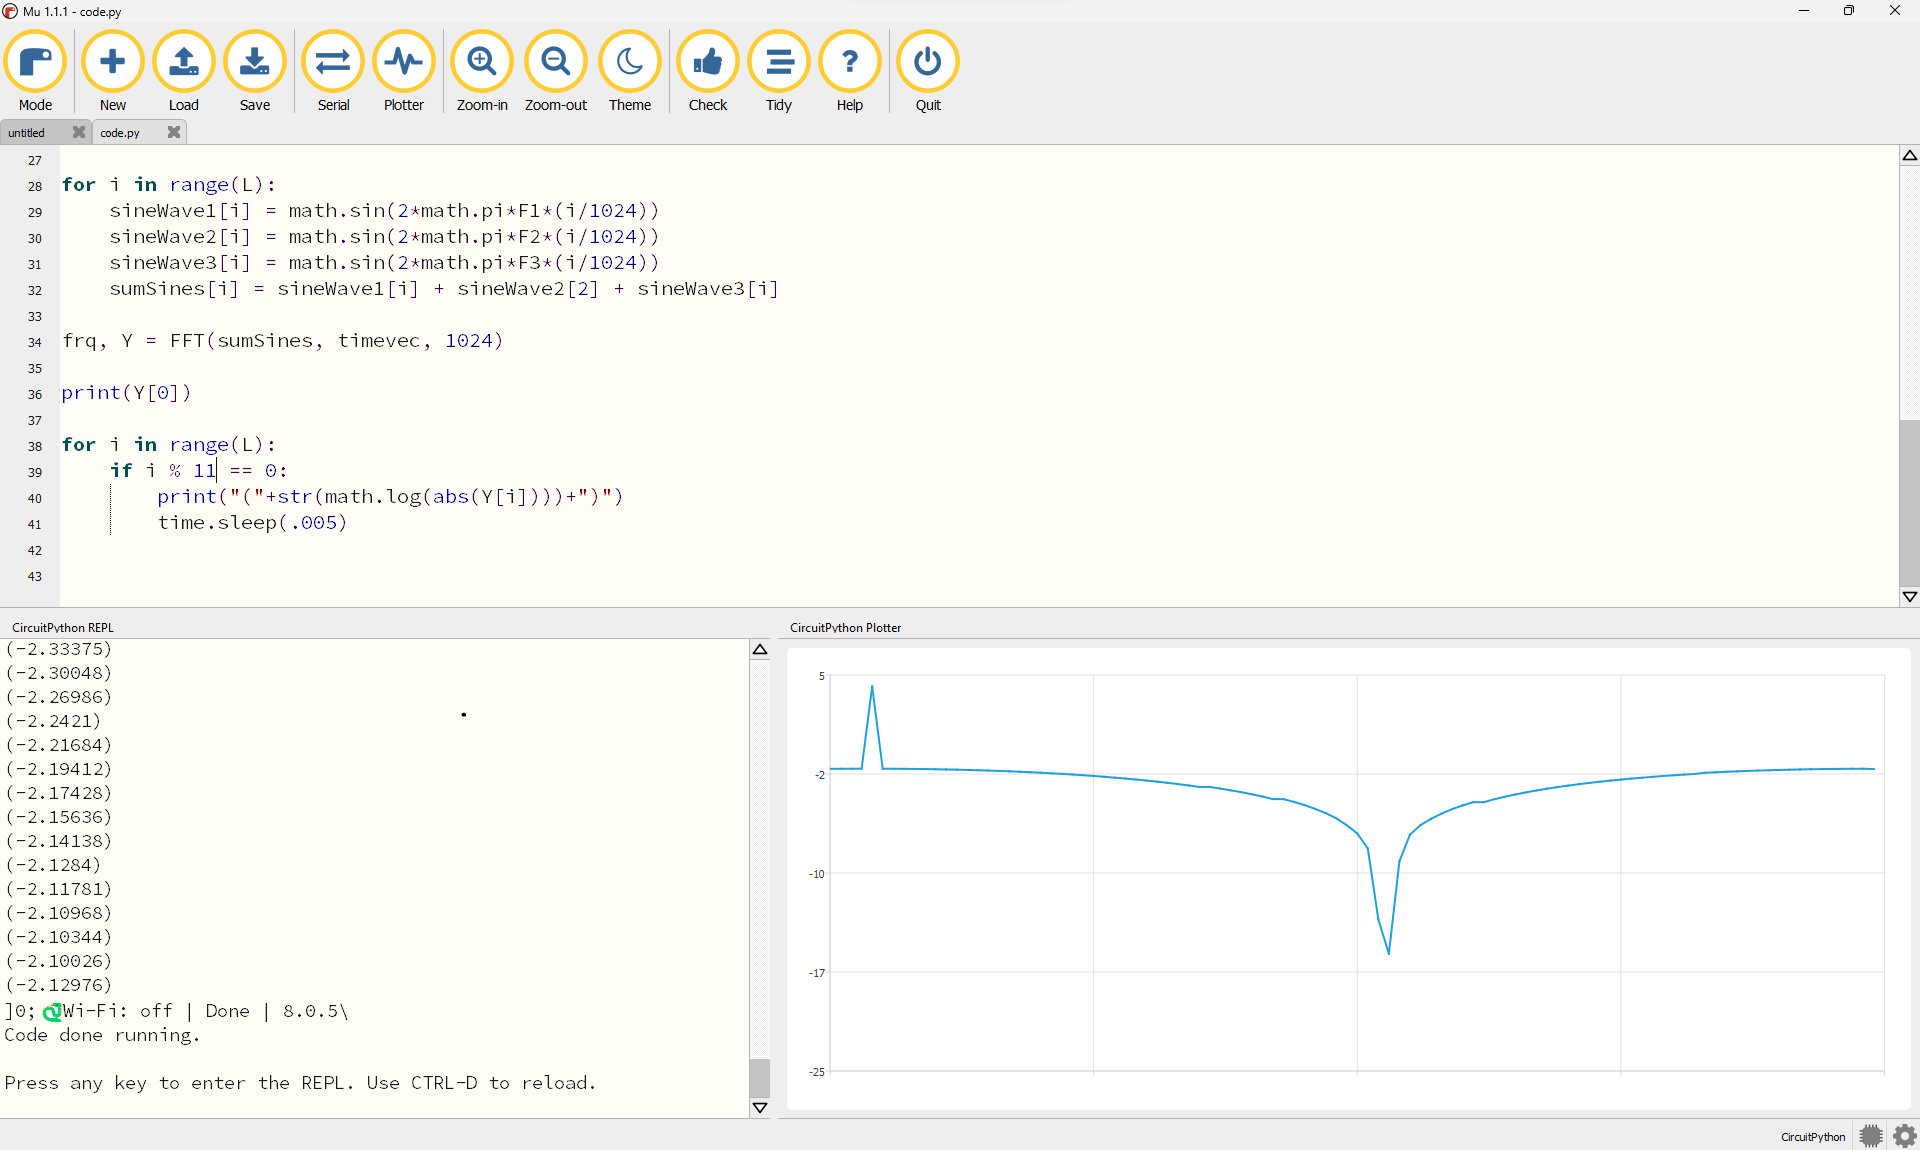 Mu 1.1.1 - code.py
Mode New Load Save Serial Plotter Zoom-in Zoom-out Theme Check Tidy Help Quit
untitled code.py
27
28 for i in range(L):
29     sineWave1[i] = math.sin(2*math.pi*F1*(i/1024))
30     sineWave2[i] = math.sin(2*math.pi*F2*(i/1024))
31     sineWave3[i] = math.sin(2*math.pi*F3*(i/1024))
32     sumSines[i] = sineWave1[i] + sineWave2[2] + sineWave3[i]
33
34 frq, Y = FFT(sumSines, timevec, 1024)
35
36 print(Y[0])
37
38 for i in range(L):
39     if i % 11 == 0:
40         print("("+str(math.log(abs(Y[i])))+")")
41         time.sleep(.005)
42
43
CircuitPython REPL
(-2.33375)
(-2.30048)
(-2.26986)
(-2.2421)
(-2.21684)
(-2.19412)
(-2.17428)
(-2.15636)
(-2.14138)
(-2.1284)
(-2.11781)
(-2.10968)
(-2.10344)
(-2.10026)
(-2.12976)
]0;🐍Wi-Fi: off | Done | 8.0.5\
Code done running.
Press any key to enter the REPL. Use CTRL-D to reload.
CircuitPython Plotter
5
-2
-10
-17
-25
CircuitPython